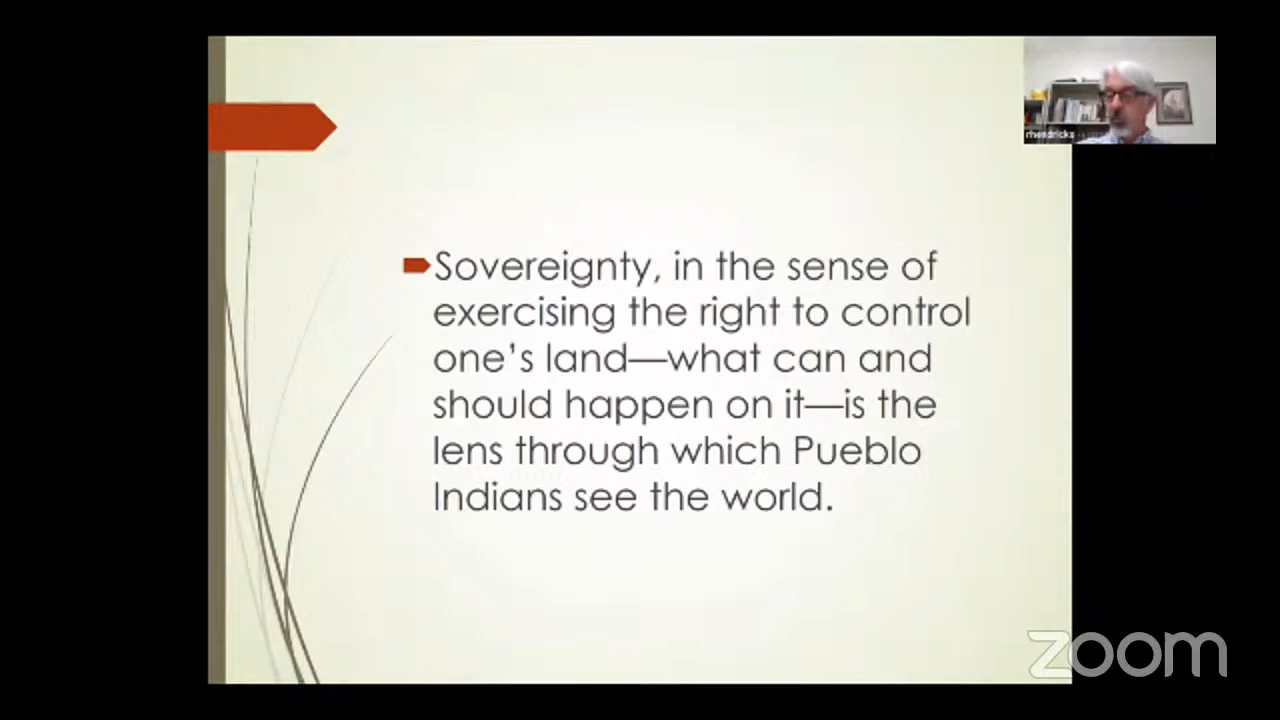 rhendricks
Sovereignty, in the sense of
exercising the right to control
one's land—what can and
should happen on it—is the
lens through which Pueblo
Indians see the world.
zoom